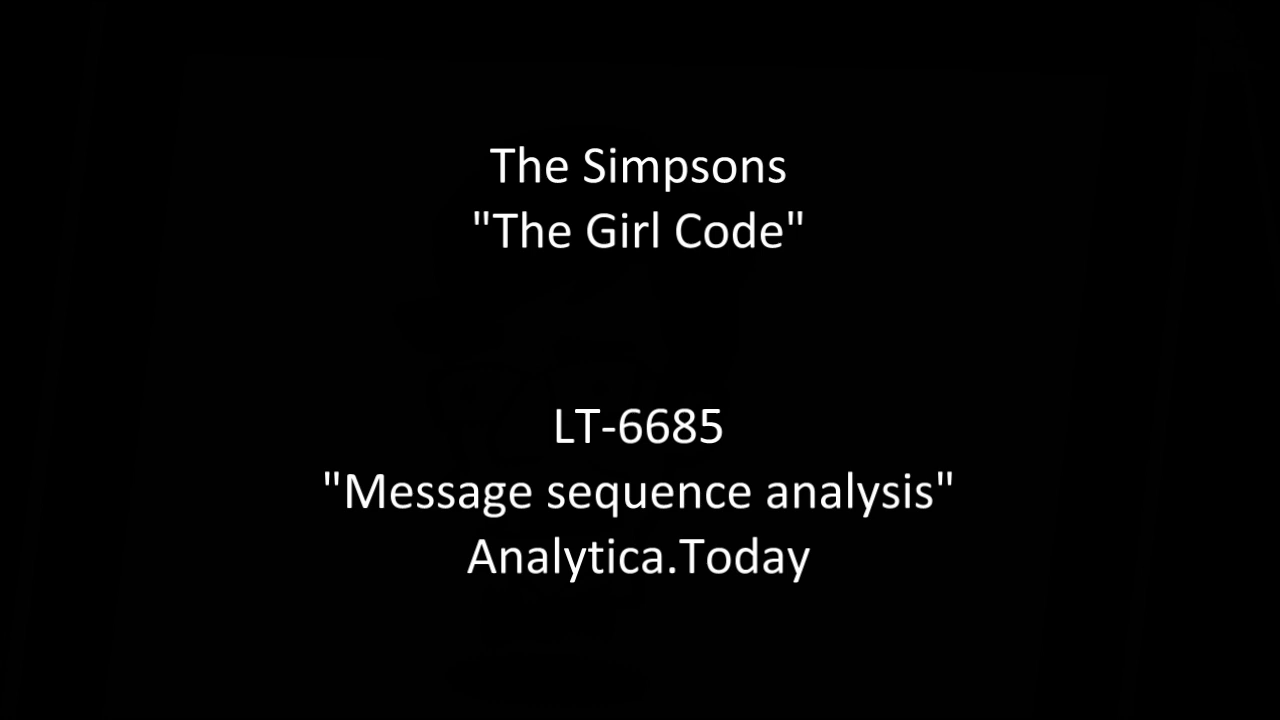 The Simpsons
"The Girl Code"
LT-6685
"Message sequence analysis"
Analytica.Today